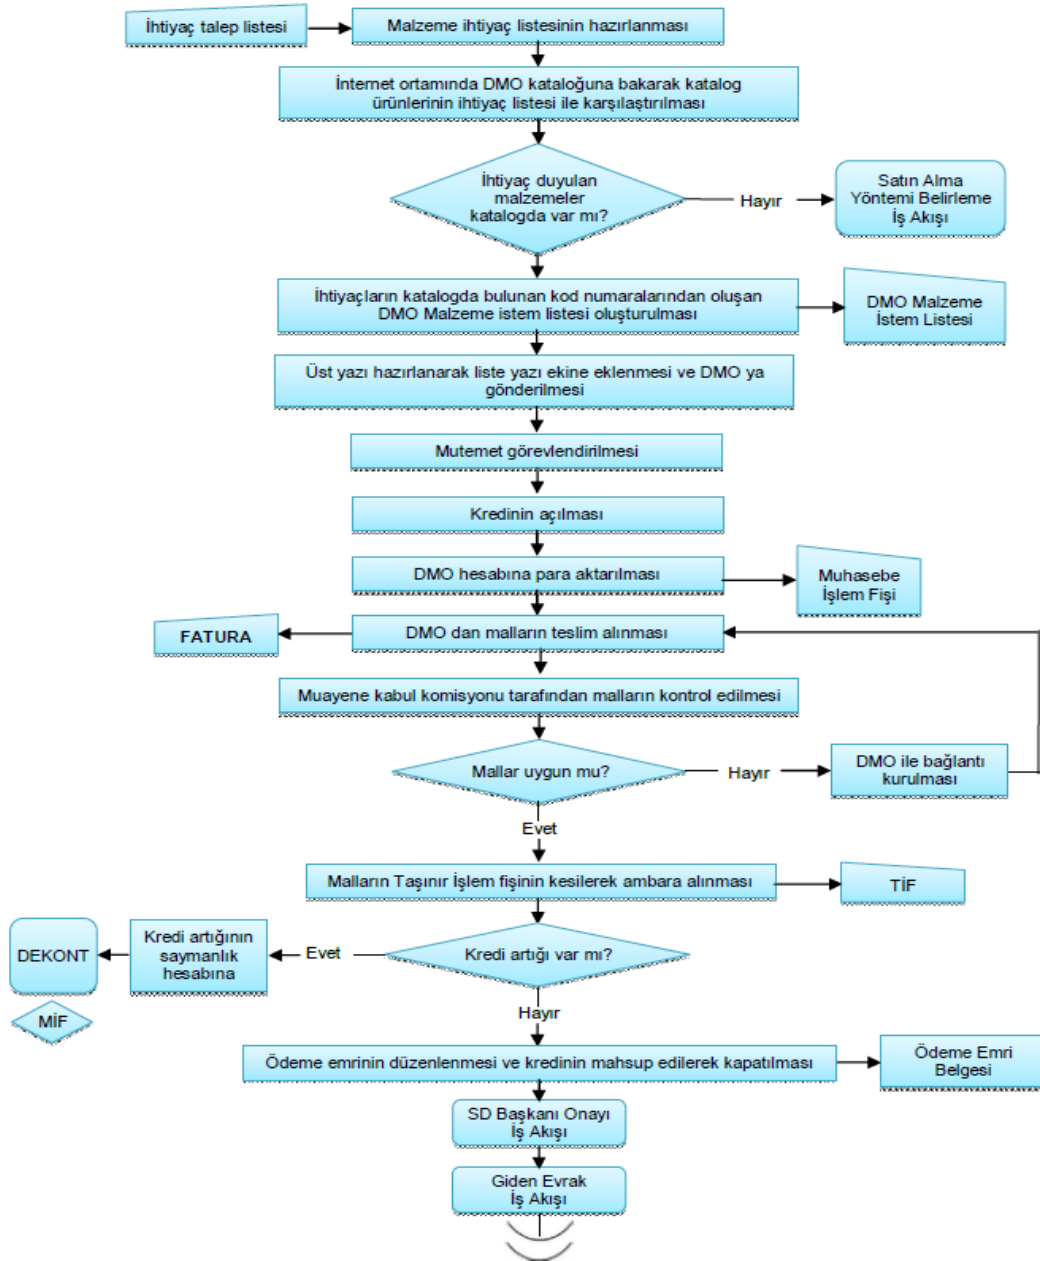 İhtiyaç talep listesi
Malzeme ihtiyaç listesinin hazırlanması
İnternet ortamında DMO kataloğuna bakarak katalog
ürünlerinin ihtiyaç listesi ile karşılaştırılması
İhtiyaç duyulan
malzemeler
katalogda var mı?
Hayır
Satın Alma
Yöntemi Belirleme
İş Akışı
İhtiyaçların katalogda bulunan kod numaralarından oluşan
DMO Malzeme istem listesi oluşturulması
DMO Malzeme
İstem Listesi
Üst yazı hazırlanarak liste yazı ekine eklenmesi ve DMO ya
gönderilmesi
Mutemet görevlendirilmesi
Kredinin açılması
DMO hesabına para aktarılması
Muhasebe
İşlem Fişi
FATURA
DMO dan malların teslim alınması
Muayene kabul komisyonu tarafından malların kontrol edilmesi
Mallar uygun mu?
Hayır
DMO ile bağlantı
kurulması
Evet
Malların Taşınır İşlem fişinin kesilerek ambara alınması
TİF
DEKONT
Kredi artığının
saymanlık
hesabına
Evet
Kredi artığı var mı?
MİF
Hayır
Ödeme emrinin düzenlenmesi ve kredinin mahsup edilerek kapatılması
Ödeme Emri
Belgesi
SD Başkanı Onayı
İş Akışı
Giden Evrak
İş Akışı